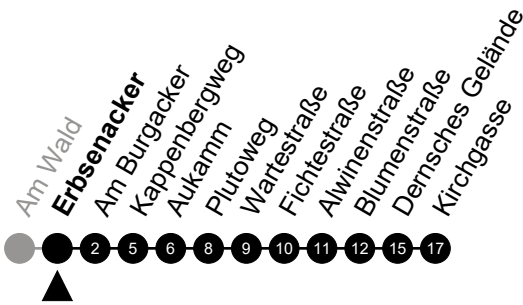 Am Wald
Erbsenacker
Am Burgacker
Kappenbergweg
Aukamm
Plutoweg
Wartestraße
Fichtestraße
Alwinenstraße
Blumenstraße
Dernsches Gelände
Kirchgasse
2 5 6 8 9 10 11 12 15 17